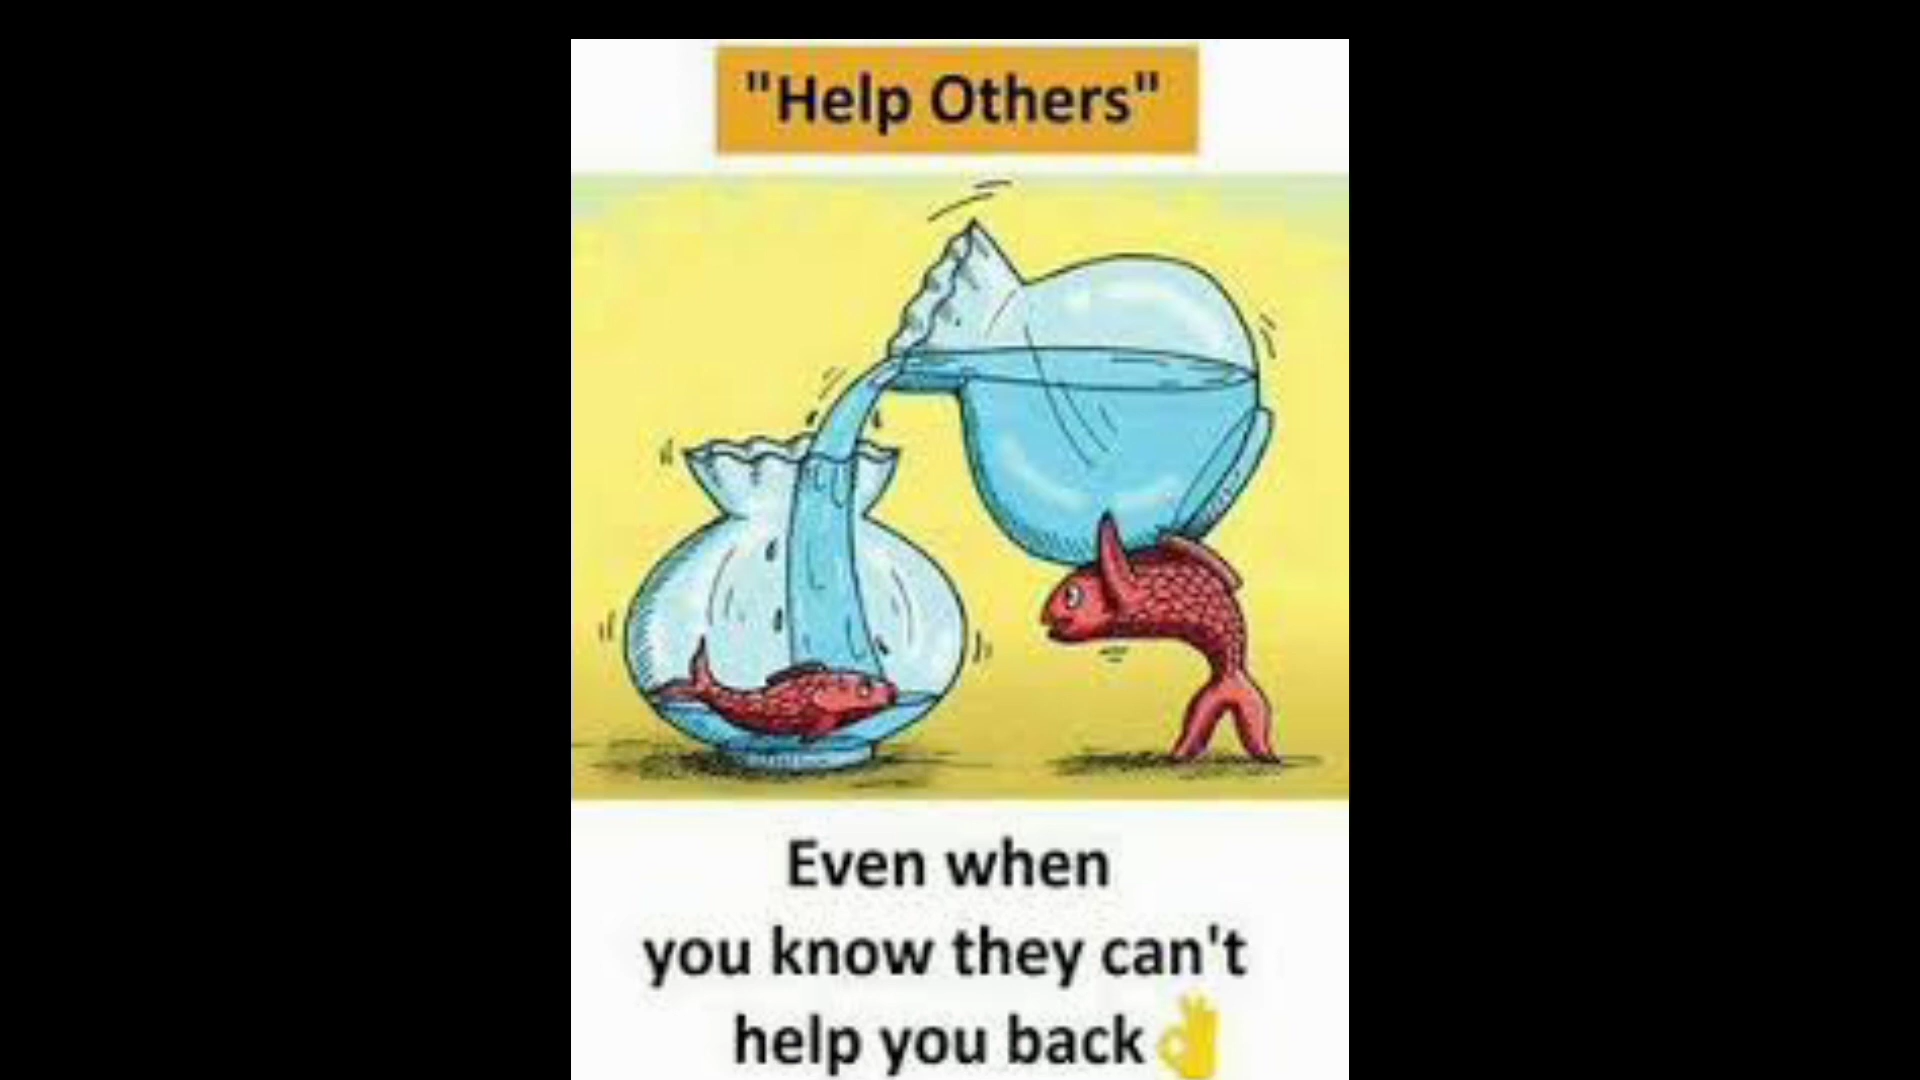 "Help Others"
Even when
you know they can't
help you back👌